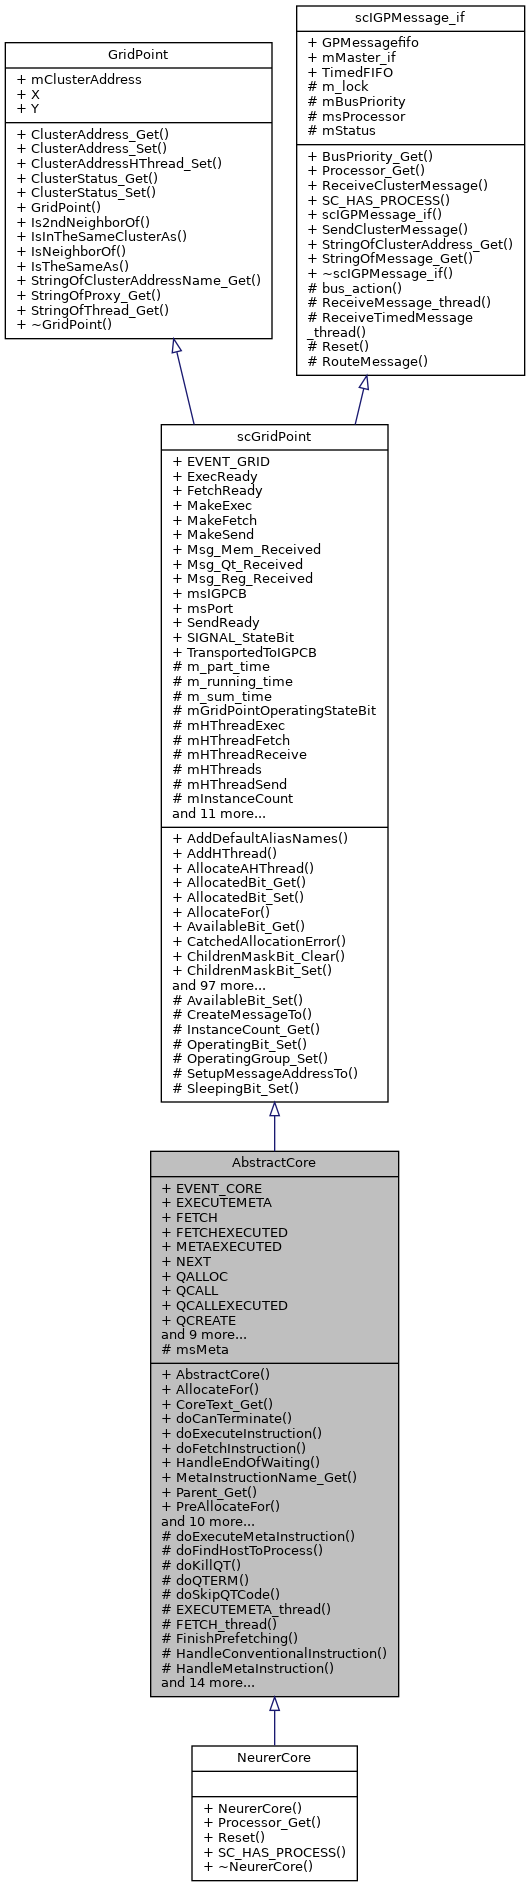 GridPoint
+ mClusterAddress
+ X
+ Y
+ ClusterAddress_Get()
+ ClusterAddress_Set()
+ ClusterAddressHThread_Set()
+ ClusterStatus_Get()
+ ClusterStatus_Set()
+ GridPoint()
+ Is2ndNeighborOf()
+ IsInTheSameClusterAs()
+ IsNeighborOf()
+ IsTheSameAs()
+ StringOfClusterAddressName_Get()
+ StringOfProxy_Get()
+ StringOfThread_Get()
+ ~GridPoint()
scIGPMessage_if
+ GPMessagefifo
+ mMaster_if
+ TimedFIFO
# m_lock
# mBusPriority
# msProcessor
# mStatus
+ BusPriority_Get()
+ Processor_Get()
+ ReceiveClusterMessage()
+ SC_HAS_PROCESS()
+ scIGPMessage_if()
+ SendClusterMessage()
+ StringOfClusterAddress_Get()
+ StringOfMessage_Get()
+ ~scIGPMessage_if()
# bus_action()
# ReceiveMessage_thread()
# ReceiveTimedMessage
_thread()
# Reset()
# RouteMessage()
scGridPoint
+ EVENT_GRID
+ ExecReady
+ FetchReady
+ MakeExec
+ MakeFetch
+ MakeSend
+ Msg_Mem_Received
+ Msg_Qt_Received
+ Msg_Reg_Received
+ msIGPCB
+ msPort
+ SendReady
+ SIGNAL_StateBit
+ TransportedToIGPCB
# m_part_time
# m_running_time
# m_sum_time
# mGridPointOperatingStateBit
# mHThreadExec
# mHThreadFetch
# mHThreadReceive
# mHThreads
# mHThreadSend
# mInstanceCount
and 11 more...
+ AddDefaultAliasNames()
+ AddHThread()
+ AllocateAHThread()
+ AllocatedBit_Get()
+ AllocatedBit_Set()
+ AllocateFor()
+ AvailableBit_Get()
+ CatchedAllocationError()
+ ChildrenMaskBit_Clear()
+ ChildrenMaskBit_Set()
and 97 more...
# AvailableBit_Set()
# CreateMessageTo()
# InstanceCount_Get()
# OperatingBit_Set()
# OperatingGroup_Set()
# SetupMessageAddressTo()
# SleepingBit_Set()
AbstractCore
+ EVENT_CORE
+ EXECUTEMETA
+ FETCH
+ FETCHEXECUTED
+ METAEXECUTED
+ NEXT
+ QALLOC
+ QCALL
+ QCALLEXECUTED
+ QCREATE
and 9 more...
# msMeta
+ AbstractCore()
+ AllocateFor()
+ CoreText_Get()
+ doCanTerminate()
+ doExecuteInstruction()
+ doFetchInstruction()
+ HandleEndOfWaiting()
+ MetaInstructionName_Get()
+ Parent_Get()
+ PreAllocateFor()
and 10 more...
# doExecuteMetaInstruction()
# doFindHostToProcess()
# doKillQT()
# doQTERM()
# doSkipQTCode()
# EXECUTEMETA_thread()
# FETCH_thread()
# FinishPrefetching()
# HandleConventionalInstruction()
# HandleMetaInstruction()
and 14 more...
NeurerCore
+ NeurerCore()
+ Processor_Get()
+ Reset()
+ SC_HAS_PROCESS()
+ ~NeurerCore()